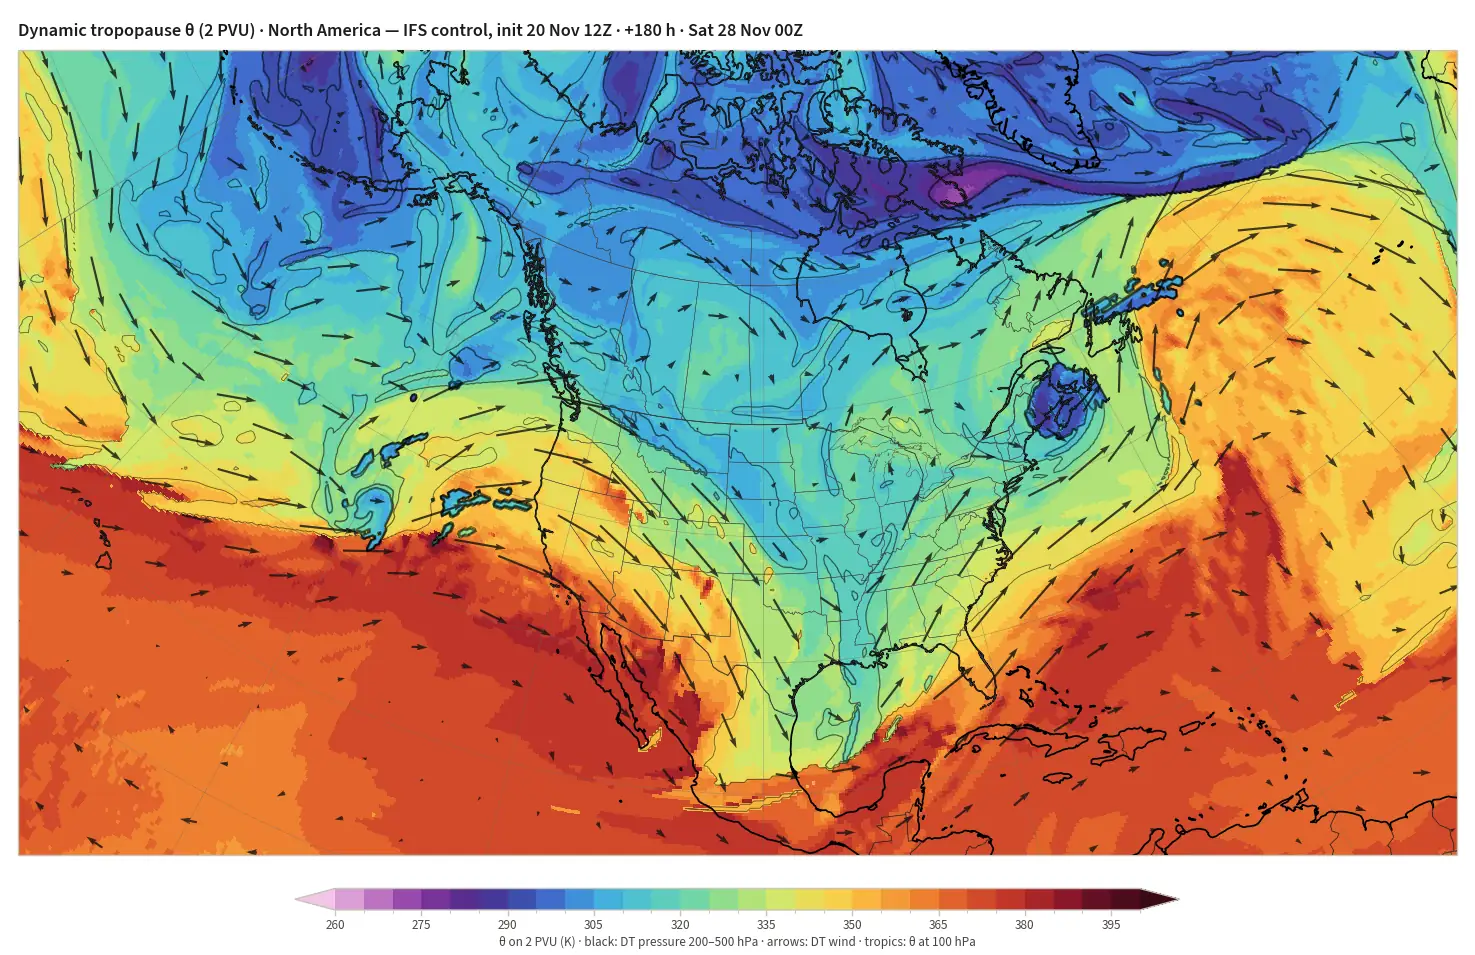 Dynamic tropopause θ (2 PVU) · North America — IFS control, init 20 Nov 12Z · +180 h · Sat 28 Nov 00Z
260 275 290 305 320 335 350 365 380 395
θ on 2 PVU (K) · black: DT pressure 200–500 hPa · arrows: DT wind · tropics: θ at 100 hPa